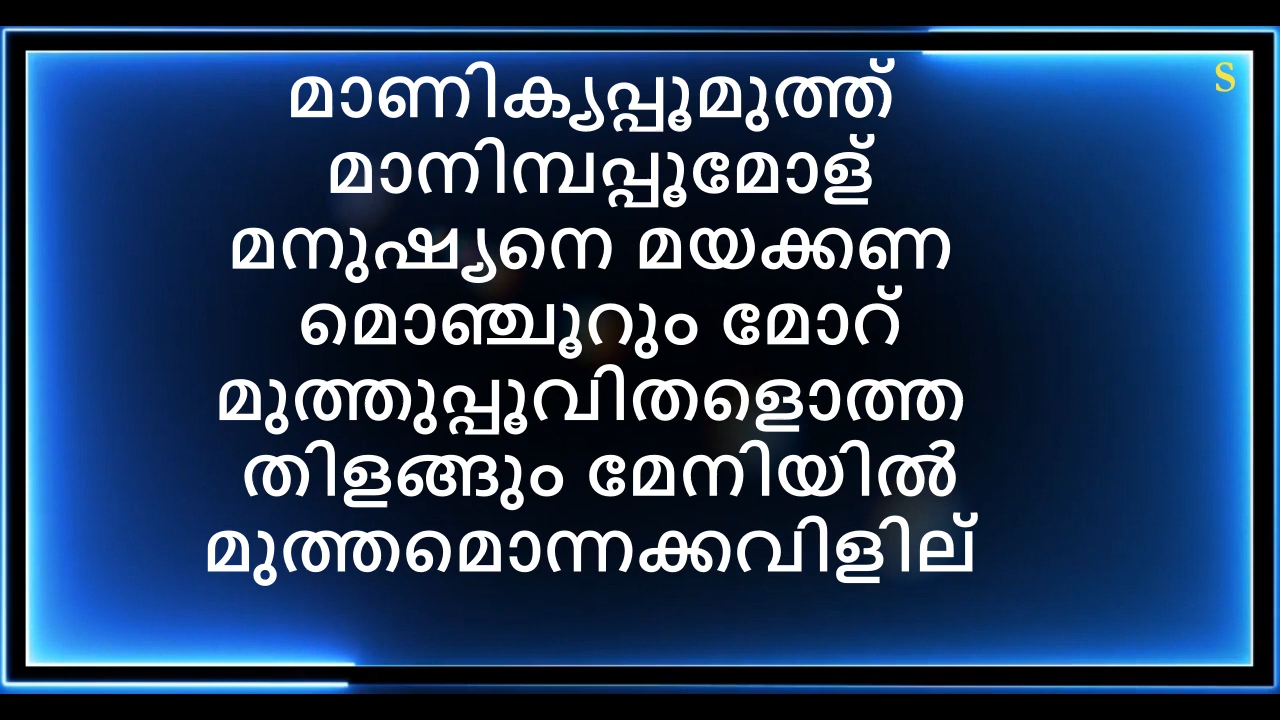 S
മാണിക്യപ്പൂമുത്ത്
മാനിമ്പപ്പൂമോള്
മനുഷ്യനെ മയക്കണ
മൊഞ്ചൂറും മോറ്
മുത്തുപ്പൂവിതളൊത്ത
തിളങ്ങും മേനിയിൽ
മുത്തമൊന്നക്കവിളില്